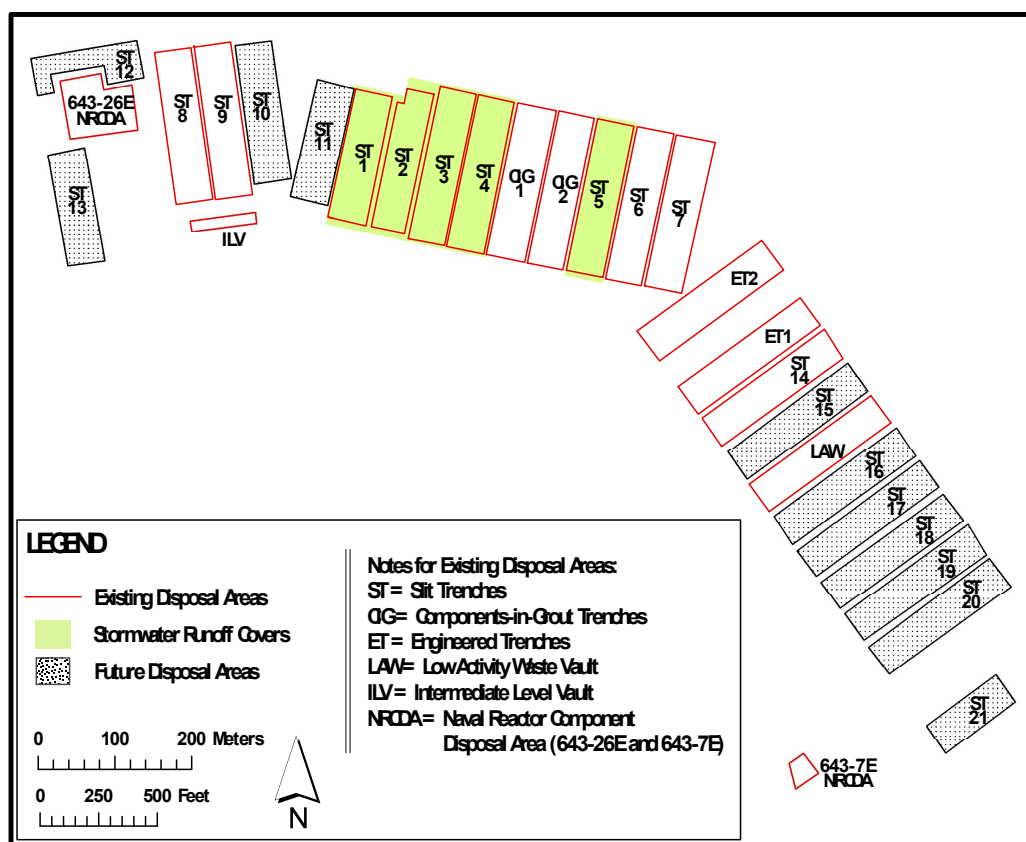 ST
12
643-26E
NRCDA
ST
8
ST
9
ST
10
ST
11
ST
13
ILV
ST
1
ST
2
ST
3
ST
4
CIG
1
CIG
2
ST
5
ST
6
ST
7
ET2
ET1
ST
14
ST
15
LAW
ST
16
ST
17
ST
18
ST
19
ST
20
ST
21
643-7E
NRCDA
LEGEND
Existing Disposal Areas
Stormwater Runoff Covers
Future Disposal Areas
0 100 200 Meters
0 250 500 Feet
N
Notes for Existing Disposal Areas:
ST = Slit Trenches
CIG = Components-in-Grout Trenches
ET = Engineered Trenches
LAW = Low Activity Waste Vault
ILV = Intermediate Level Vault
NRCDA = Naval Reactor Component
Disposal Area (643-26E and 643-7E)